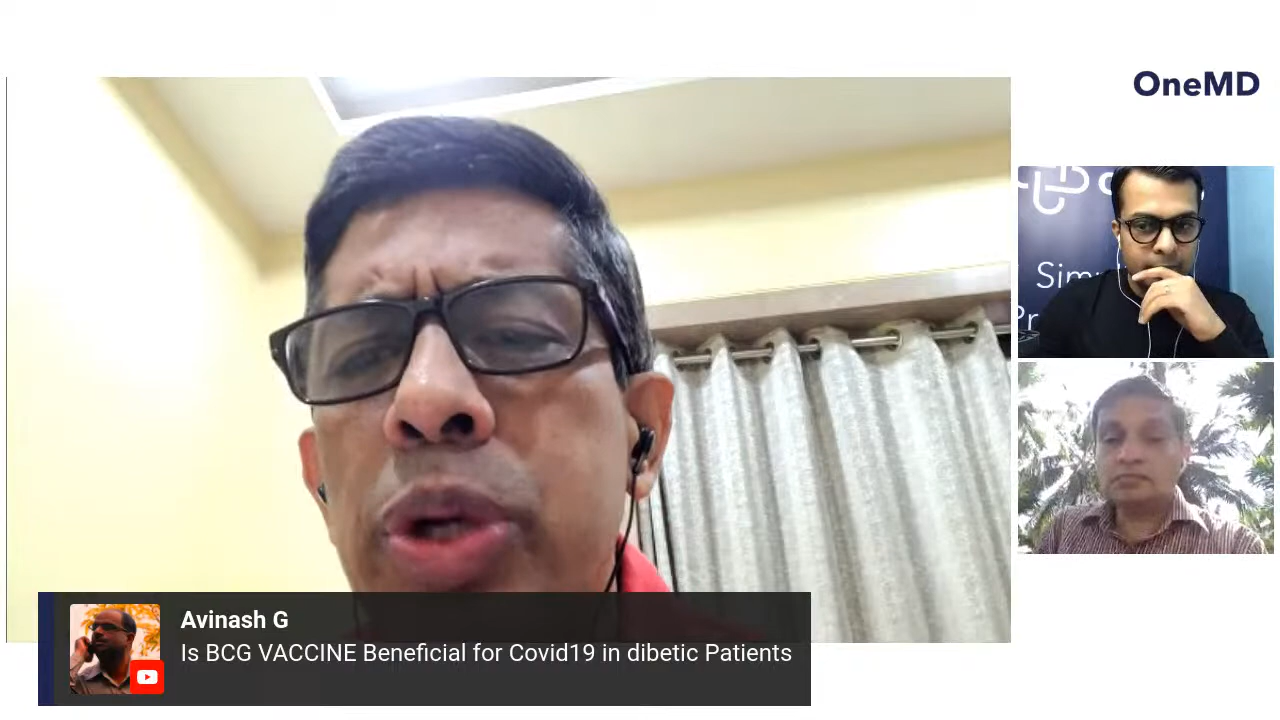 OneMD
Avinash G
Is BCG VACCINE Beneficial for Covid19 in dibetic Patients